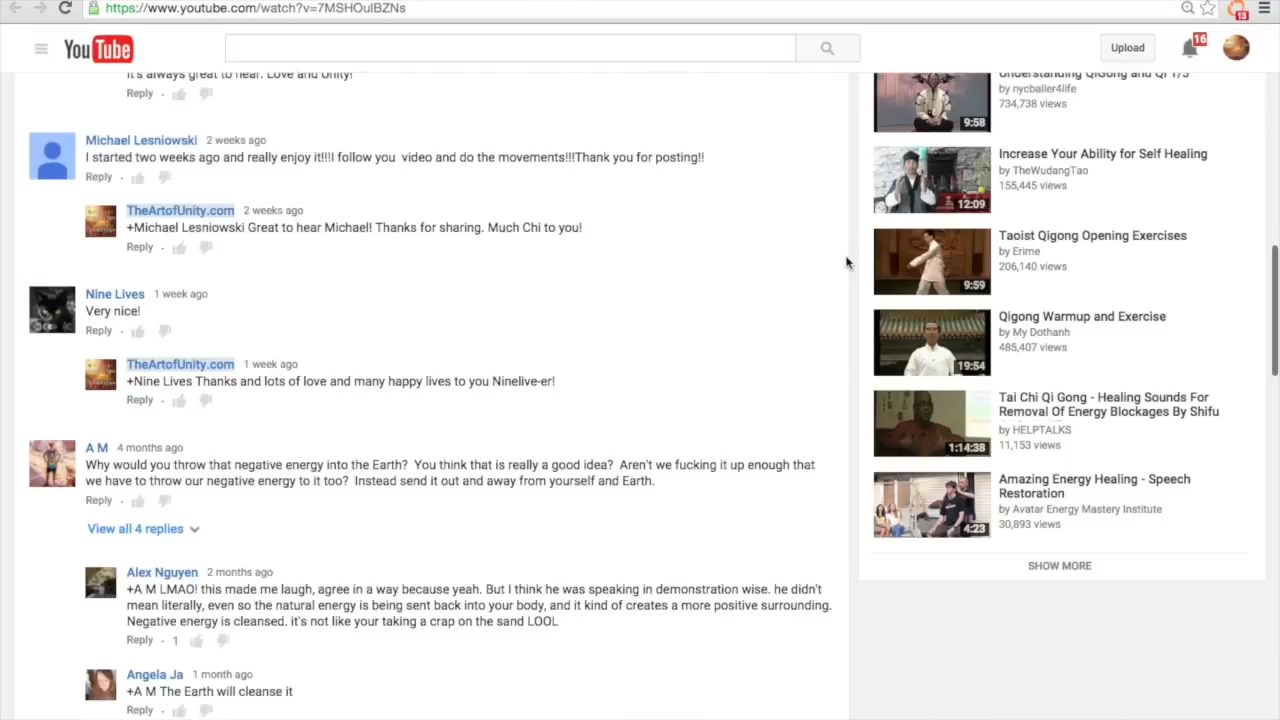 https://www.youtube.com/watch?v=7MSHOulBZNs
15
YouTube
Upload
16
it's always great to hear. Love and Unity!
Reply
Michael Lesniowski 2 weeks ago
I started two weeks ago and really enjoy it!!!I follow you video and do the movements!!!Thank you for posting!!
Reply
TheArtofUnity.com 2 weeks ago
+Michael Lesniowski Great to hear Michael! Thanks for sharing. Much Chi to you!
Reply
Nine Lives 1 week ago
Very nice!
Reply
TheArtofUnity.com 1 week ago
+Nine Lives Thanks and lots of love and many happy lives to you Ninelive-er!
Reply
A M 4 months ago
Why would you throw that negative energy into the Earth? You think that is really a good idea? Aren't we fucking it up enough that
we have to throw our negative energy to it too? Instead send it out and away from yourself and Earth.
Reply
View all 4 replies
Alex Nguyen 2 months ago
+A M LMAO! this made me laugh, agree in a way because yeah. But I think he was speaking in demonstration wise. he didn't
mean literally, even so the natural energy is being sent back into your body, and it kind of creates a more positive surrounding.
Negative energy is cleansed. it's not like your taking a crap on the sand LOOL
Reply 1
Angela Ja 1 month ago
+A M The Earth will cleanse it
Reply
Understanding QiGong and Qi 1/3
by nycballer4life
734,738 views
9:58
Increase Your Ability for Self Healing
by TheWudangTao
155,445 views
12:09
Taoist Qigong Opening Exercises
by Erime
206,140 views
9:59
Qigong Warmup and Exercise
by My Dothanh
485,407 views
19:54
Tai Chi Qi Gong - Healing Sounds For
Removal Of Energy Blockages By Shifu
by HELPTALKS
11,153 views
1:14:38
Amazing Energy Healing - Speech
Restoration
by Avatar Energy Mastery Institute
30,893 views
4:23
SHOW MORE